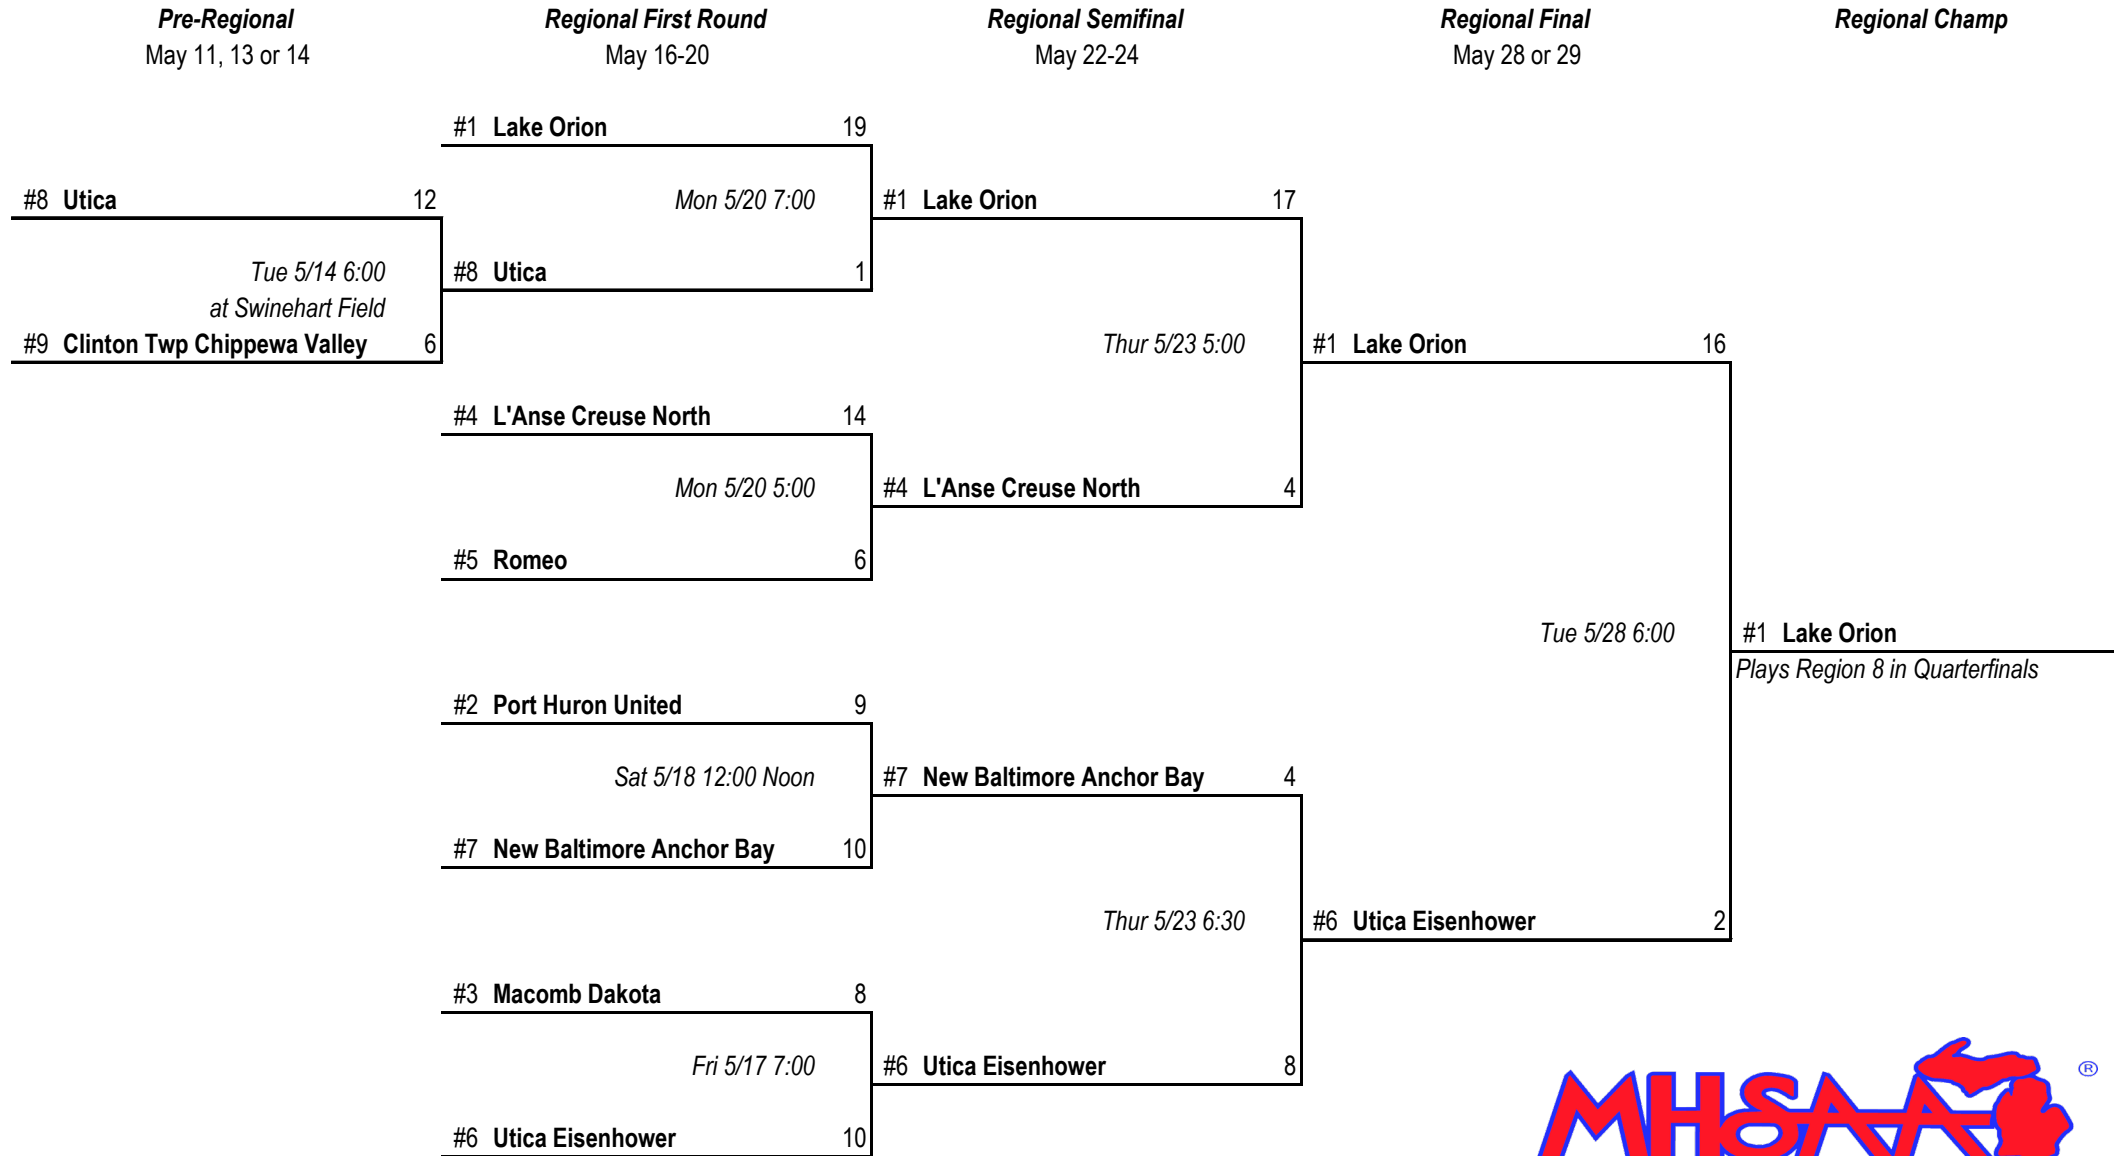 Pre-Regional Regional First Round Regional Semifinal Regional Final Regional Champ
May 11, 13 or 14 May 16-20 May 22-24 May 28 or 29
#1 Lake Orion 19
#8 Utica 12 Mon 5/20 7:00 #1 Lake Orion 17
Tue 5/14 6:00 #8 Utica 1
at Swinehart Field
#9 Clinton Twp Chippewa Valley 6 Thur 5/23 5:00 #1 Lake Orion 16
#4 L'Anse Creuse North 14
Mon 5/20 5:00 #4 L'Anse Creuse North 4
#5 Romeo 6
Tue 5/28 6:00 #1 Lake Orion
Plays Region 8 in Quarterfinals
#2 Port Huron United 9
Sat 5/18 12:00 Noon #7 New Baltimore Anchor Bay 4
#7 New Baltimore Anchor Bay 10
Thur 5/23 6:30 #6 Utica Eisenhower 2
#3 Macomb Dakota 8
Fri 5/17 7:00 #6 Utica Eisenhower 8
#6 Utica Eisenhower 10
MHSAA ®